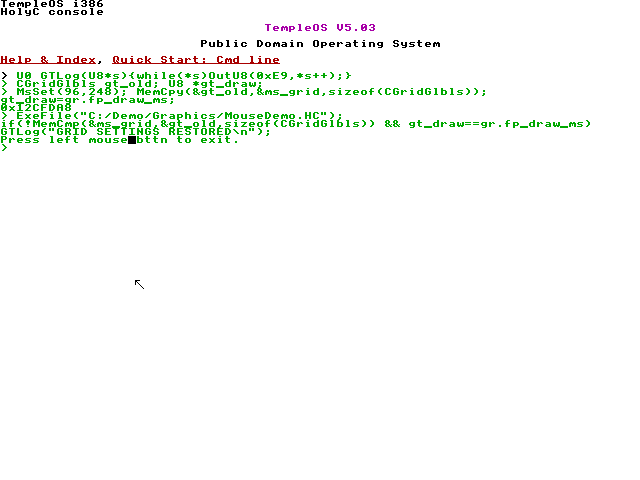 TempleOS i386
HolyC console
TempleOS V5.03
Public Domain Operating System
Help & Index, Quick Start: Cmd line
> U0 GTLog(U8*s){while(*s)OutU8(0xE9,*s++);}
> CGridGlbls gt_old; U8 *gt_draw;
> MsSet(96,248); MemCpy(&gt_old,&ms_grid,sizeof(CGridGlbls));
gt_draw=gr.fp_draw_ms;
0x12CFDA8
> ExeFile("C:/Demo/Graphics/MouseDemo.HC");
if(!MemCmp(&ms_grid,&gt_old,sizeof(CGridGlbls)) && gt_draw==gr.fp_draw_ms)
GTLog("GRID SETTINGS RESTORED\n");
Press left mouse bttn to exit.
>